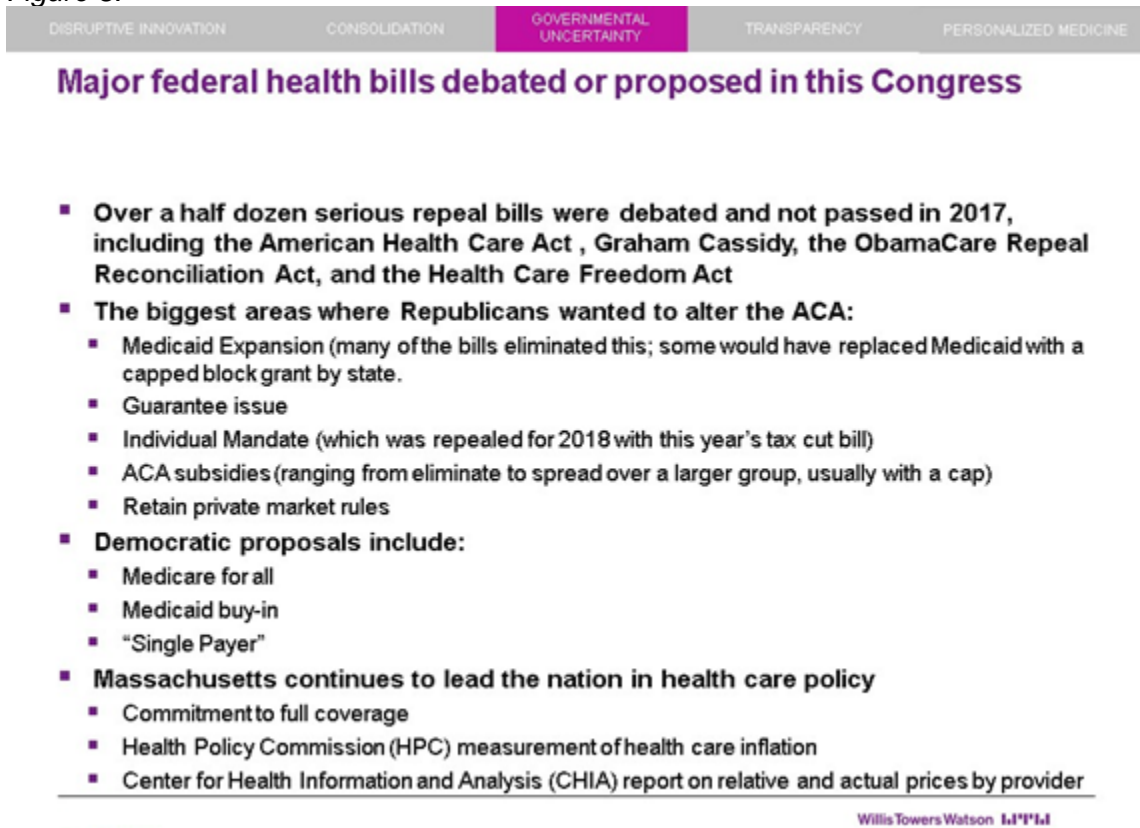 DISRUPTIVE INNOVATION CONSOLIDATION GOVERNMENTAL UNCERTAINTY TRANSPARENCY PERSONALIZED MEDICINE
Major federal health bills debated or proposed in this Congress
▪ Over a half dozen serious repeal bills were debated and not passed in 2017,
including the American Health Care Act , Graham Cassidy, the ObamaCare Repeal
Reconciliation Act, and the Health Care Freedom Act
▪ The biggest areas where Republicans wanted to alter the ACA:
▪ Medicaid Expansion (many of the bills eliminated this; some would have replaced Medicaid with a
capped block grant by state.
▪ Guarantee issue
▪ Individual Mandate (which was repealed for 2018 with this year's tax cut bill)
▪ ACA subsidies (ranging from eliminate to spread over a larger group, usually with a cap)
▪ Retain private market rules
▪ Democratic proposals include:
▪ Medicare for all
▪ Medicaid buy-in
▪ “Single Payer”
▪ Massachusetts continues to lead the nation in health care policy
▪ Commitment to full coverage
▪ Health Policy Commission (HPC) measurement of health care inflation
▪ Center for Health Information and Analysis (CHIA) report on relative and actual prices by provider
Willis Towers Watson